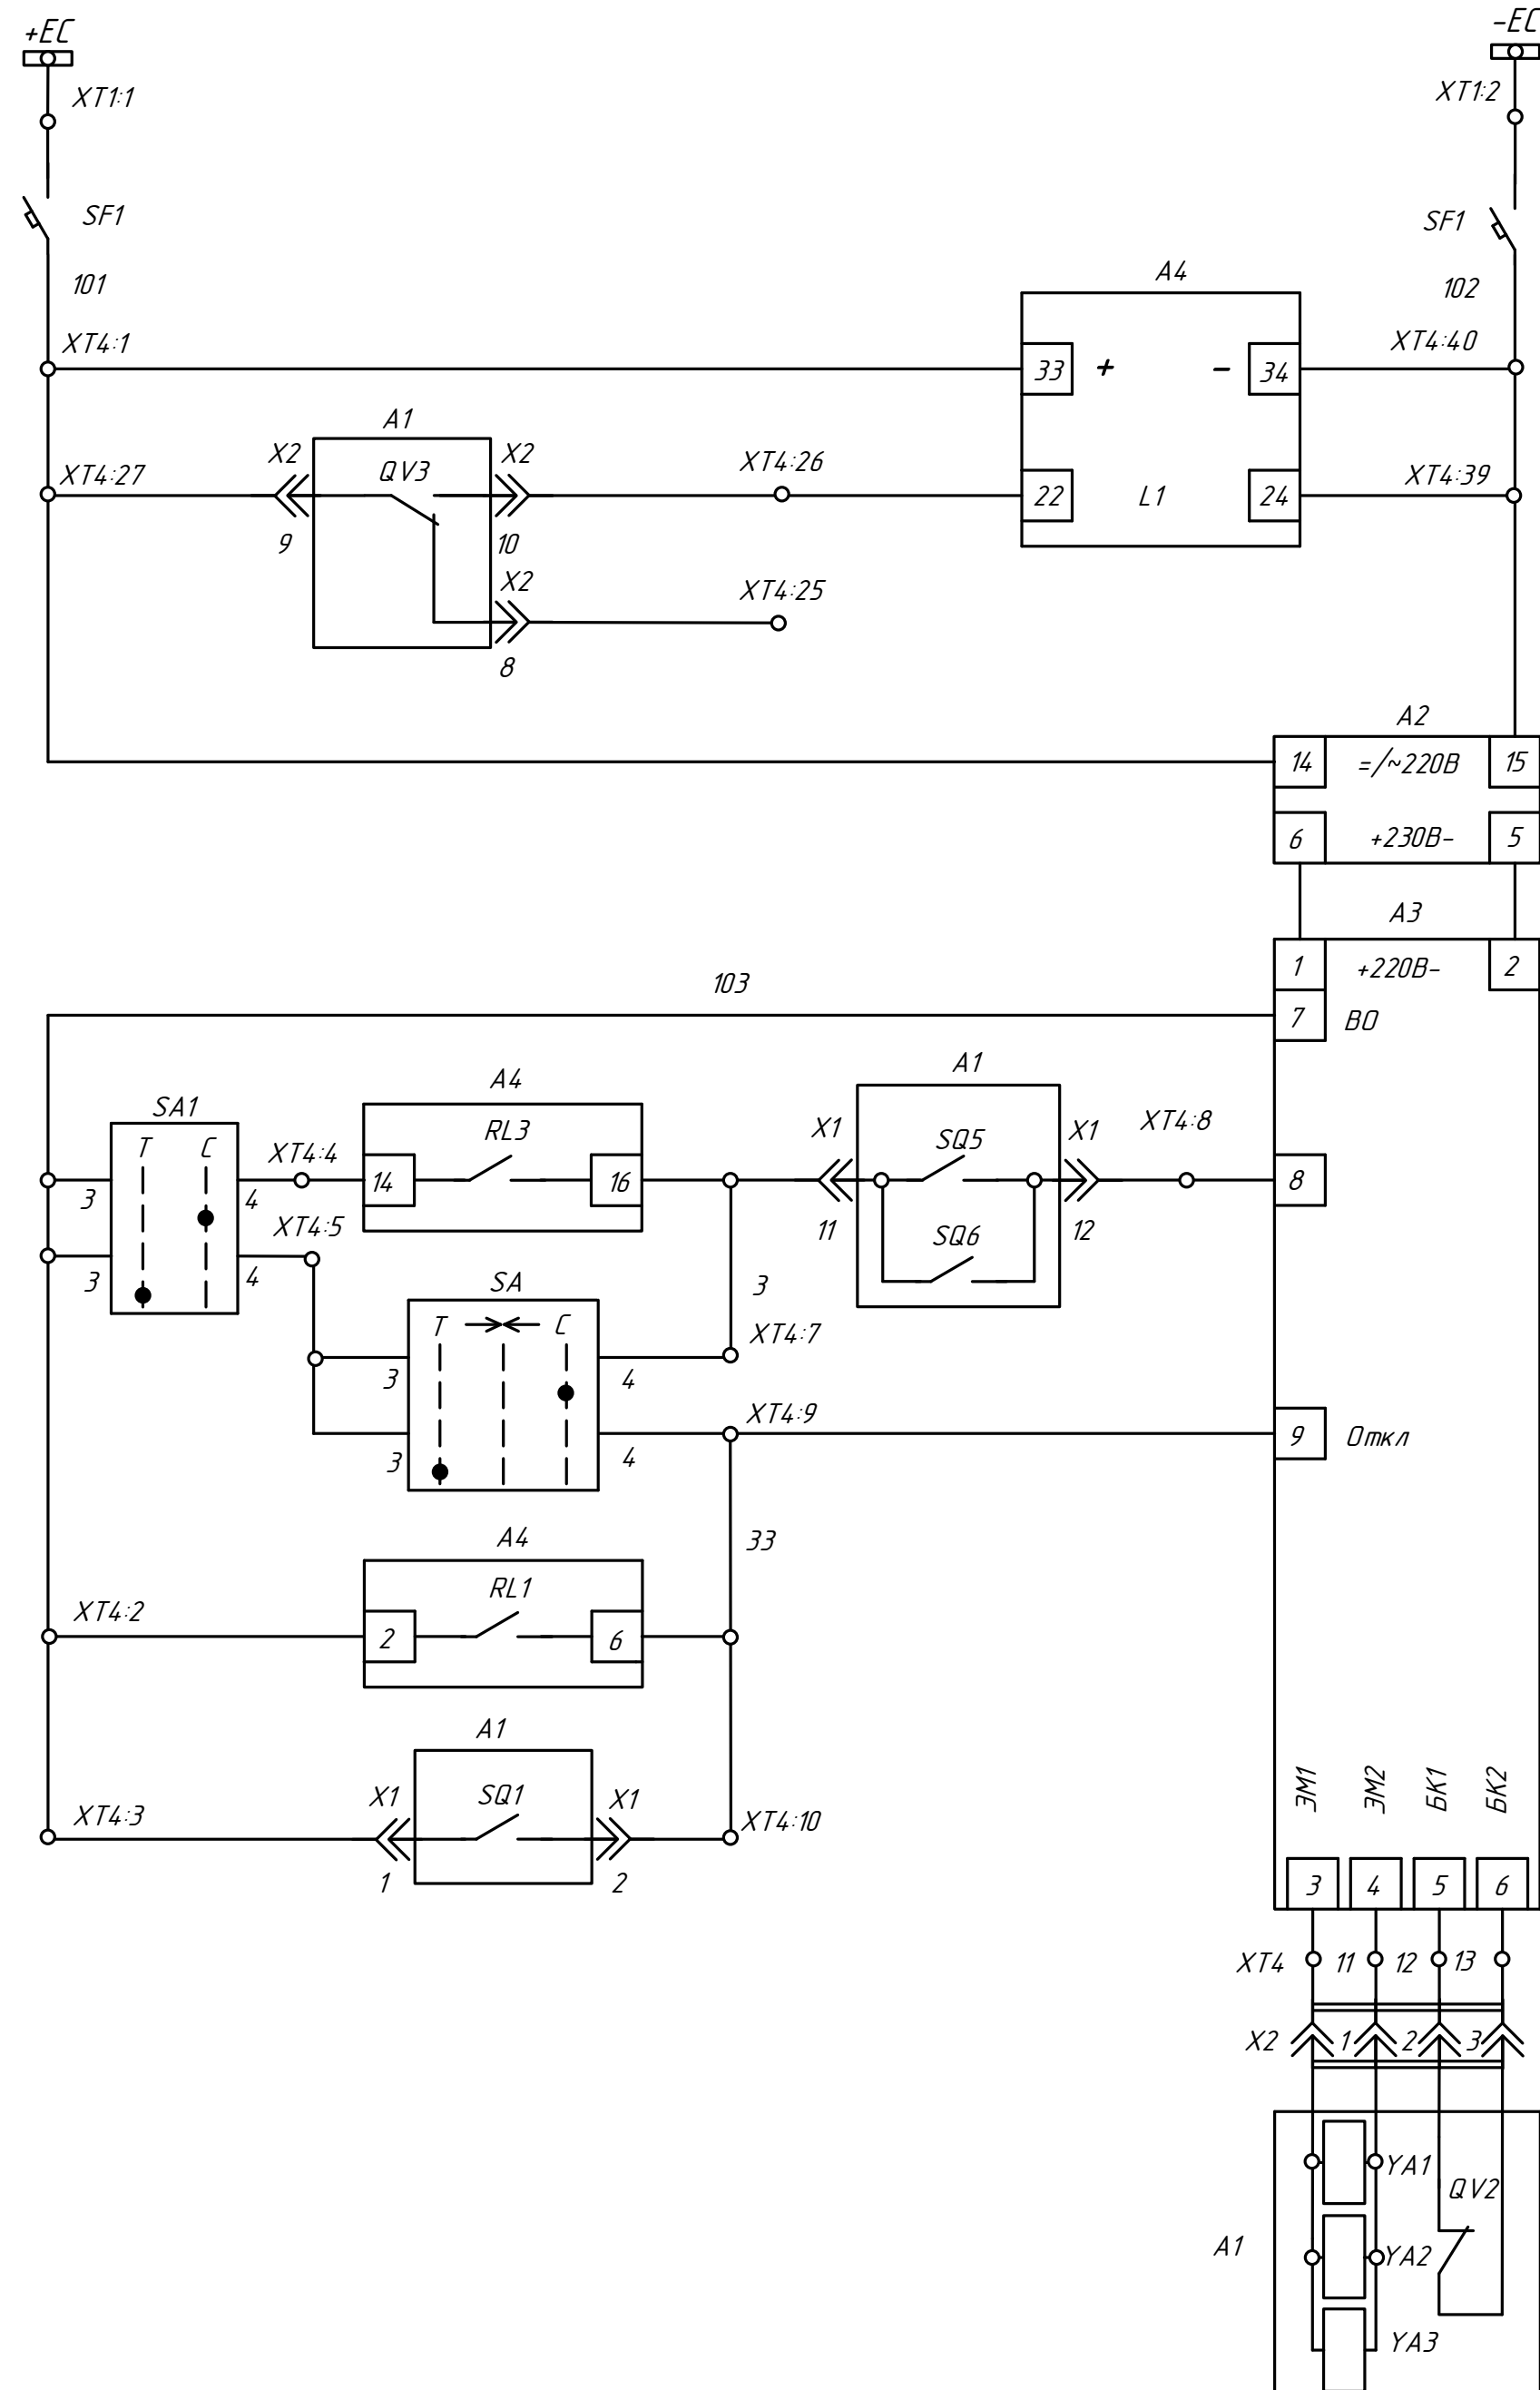 +ЕС
-ЕС
XT1:1
XT1:2
SF1
SF1
101
102
A4
XT4:1
XT4:40
33 + - 34
A1
XT4:27
X2
QV3
X2
XT4:26
XT4:39
22 L1 24
9
10
X2
XT4:25
8
A2
14 =/~220В 15
6 +230В- 5
A3
103
1 +220В- 2
7 ВО
A4
A1
SA1
RL3
X1
SQ5
X1
XT4:8
T C
XT4:4
14 16
8
3 4
XT4:5
11
SQ6
12
3 4
SA
3
T C
XT4:7
3 4
XT4:9
9 Откл
3 4
A4
33
RL1
XT4:2
2 6
A1
X1
SQ1
X1
XT4:3
XT4:10
1 2
ЭМ1 ЭМ2 БК1 БК2
3 4 5 6
XT4 11 12 13
X2 1 2 3
YA1
QV2
A1
YA2
YA3